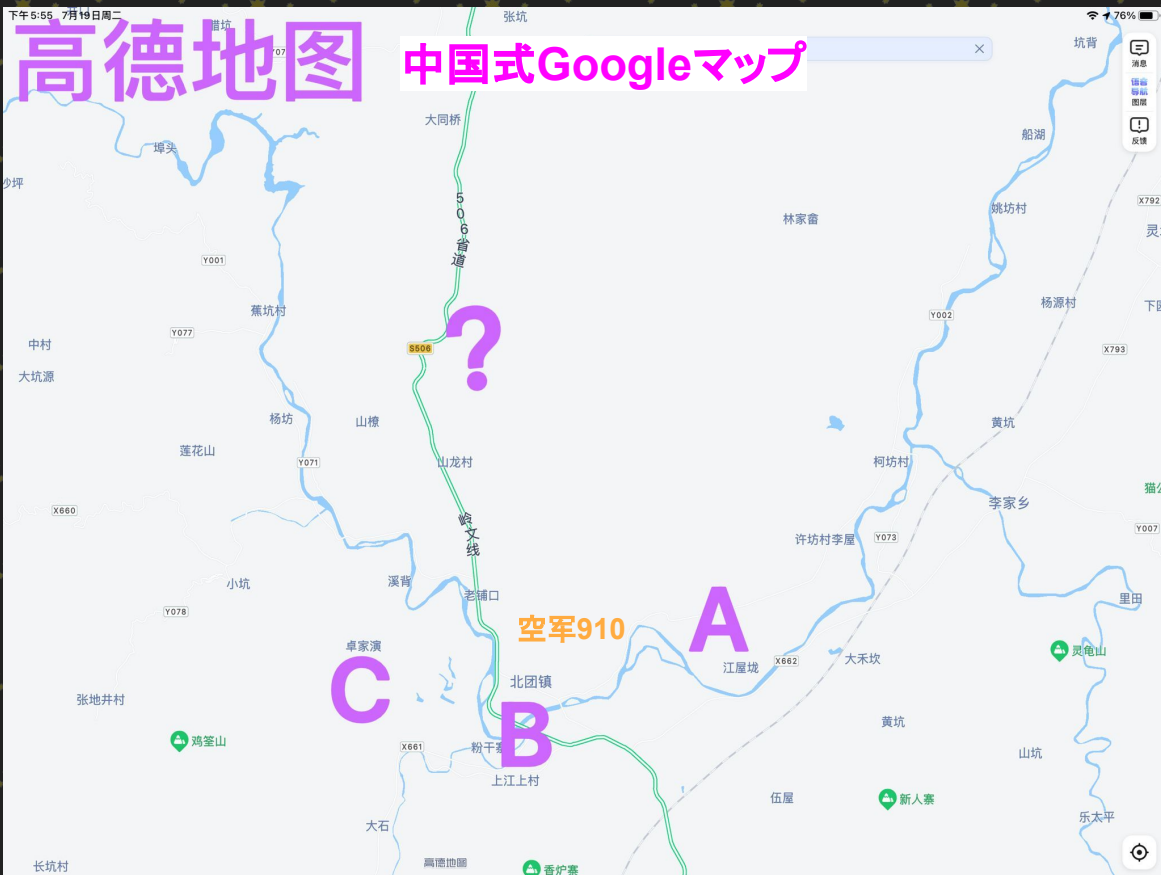 下午5:55 7月19日周二
76%
张坑
腊坑
坑背
高德地图
中国式Googleマップ
消息
图层
反馈
大同桥
船湖
埠头
沙坪
X792
506省道
姚坊村
林家畲
Y001
杨源村
蕉坑村
Y002
Y077
中村
S506
?
X793
大坑源
杨坊
山橑
黄坑
莲花山
山龙村
Y071
柯坊村
李家乡
X660
岭文线
Y007
许坊村李屋
Y073
小坑
溪背
老铺口
里田
Y078
空军910
A
卓家演
灵龟山
江屋垅
X662
大禾坎
C
北团镇
张地井村
黄坑
B
鸡荃山
X661
粉干寨
山坑
上江上村
伍屋
新人寨
乐太平
大石
高德地图
长坑村
香炉寨